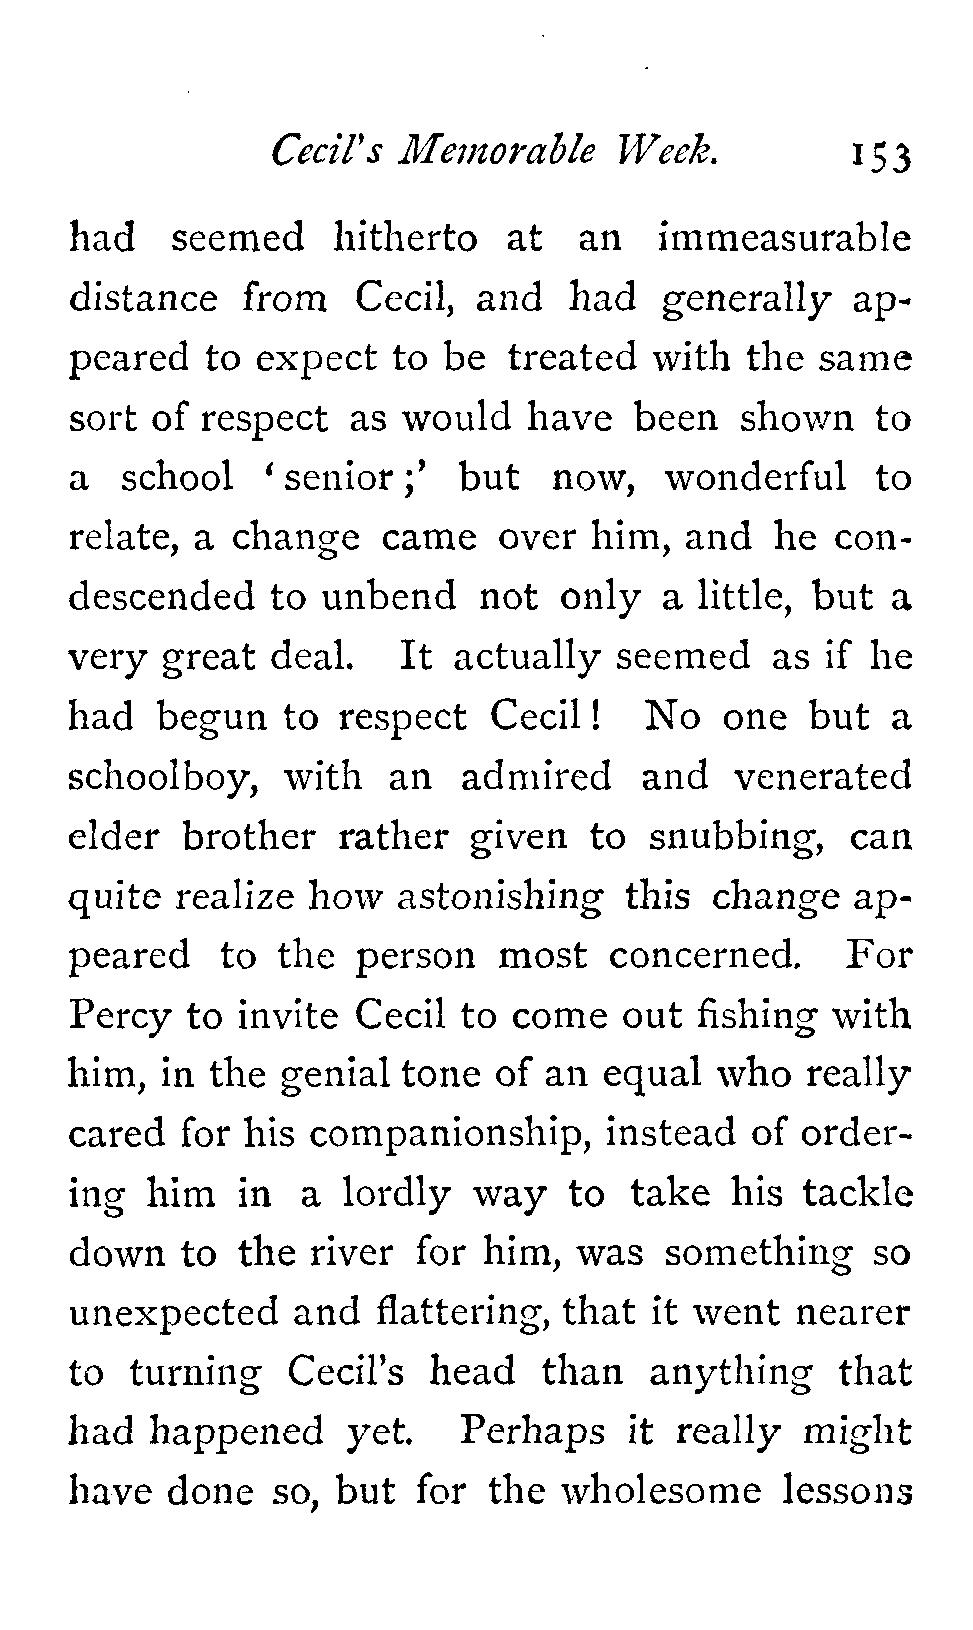 Cecil's Memorable Week. 153
had seemed hitherto at an immeasurable
distance from Cecil, and had generally ap-
peared to expect to be treated with the same
sort of respect as would have been shown to
a school ‘senior;’ but now, wonderful to
relate, a change came over him, and he con-
descended to unbend not only a little, but a
very great deal. It actually seemed as if he
had begun to respect Cecil! No one but a
schoolboy, with an admired and venerated
elder brother rather given to snubbing, can
quite realize how astonishing this change ap-
peared to the person most concerned. For
Percy to invite Cecil to come out fishing with
him, in the genial tone of an equal who really
cared for his companionship, instead of order-
ing him in a lordly way to take his tackle
down to the river for him, was something so
unexpected and flattering, that it went nearer
to turning Cecil's head than anything that
had happened yet. Perhaps it really might
have done so, but for the wholesome lessons